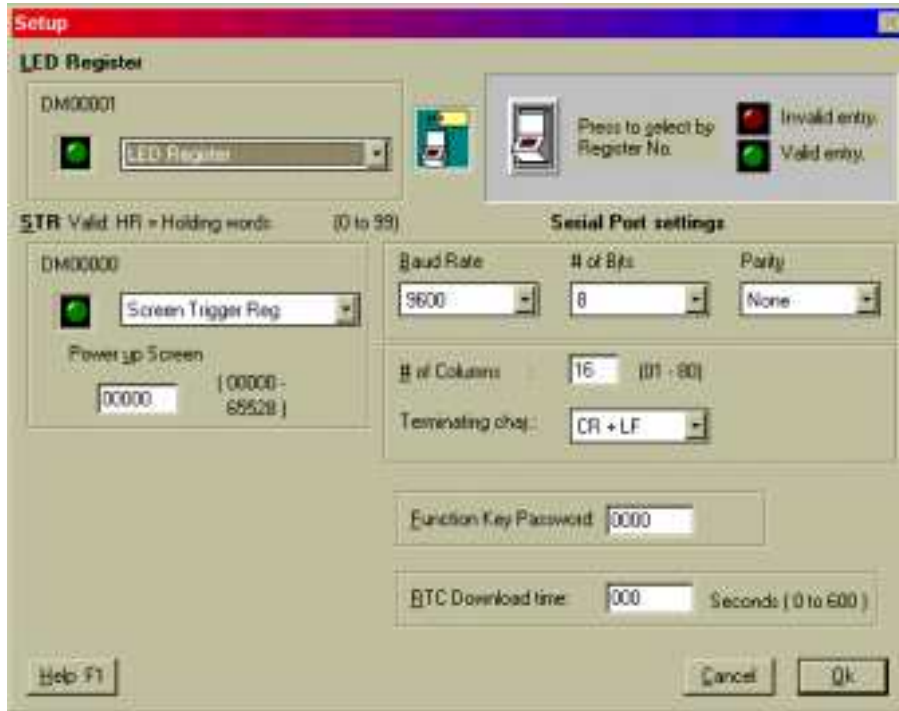 Setup
LED Register
DM00001
LED Register
Press to select by
Register No.
Invalid entry.
Valid entry.
STR Valid: HR = Holding words (0 to 99)
Serial Port settings
DM00000
Screen Trigger Reg
Power up Screen
00000
( 00000 -
65528 )
Baud Rate
# of Bits
Parity
9600
8
None
# of Columns :
16
(01 - 80)
Terminating char.:
CR + LF
Function Key Password:
0000
RTC Download time:
000
Seconds ( 0 to 600 )
Help F1
Cancel
Ok